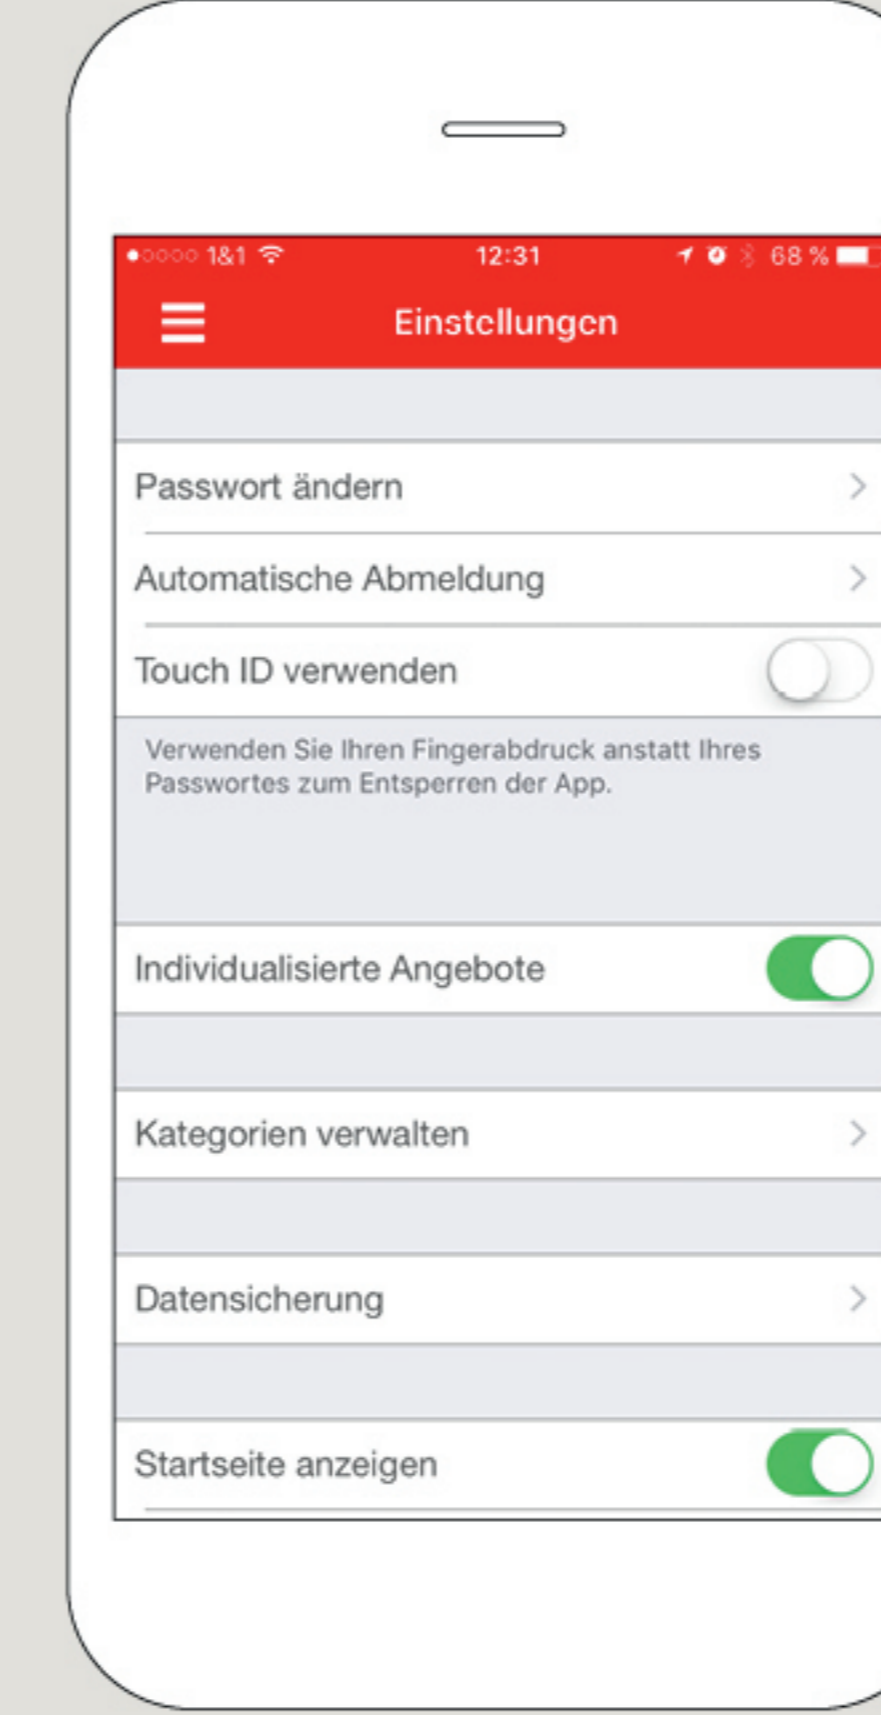 1&1 12:31 68 %
Einstellungen
Passwort ändern
Automatische Abmeldung
Touch ID verwenden
Verwenden Sie Ihren Fingerabdruck anstatt Ihres
Passwortes zum Entsperren der App.
Individualisierte Angebote
Kategorien verwalten
Datensicherung
Startseite anzeigen